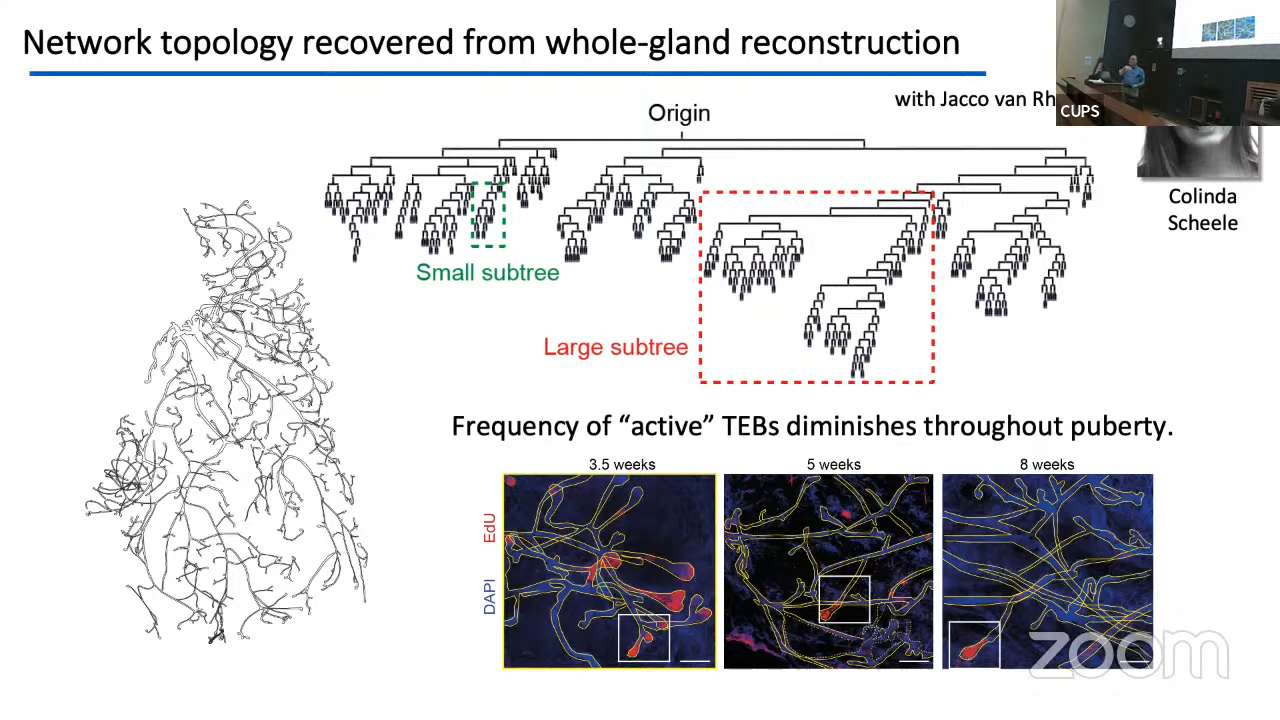 Network topology recovered from whole-gland reconstruction
with Jacco van
CUPS
Origin
Colinda
Scheele
Small subtree
Large subtree
Frequency of “active” TEBs diminishes throughout puberty.
3.5 weeks
5 weeks
8 weeks
EdU
DAPI
zoom